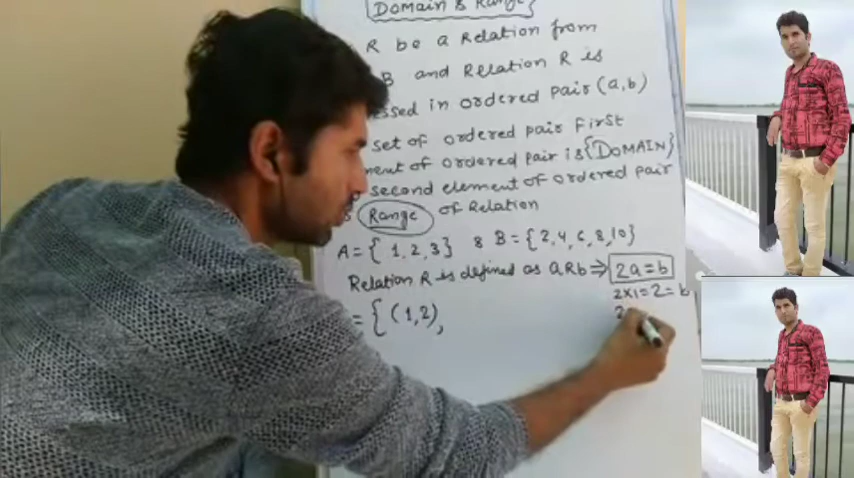 Domain & Range
R be a Relation from
B and Relation R is
essed in ordered pair (a,b)
set of ordered pair First
ment of ordered pair is {DOMAIN}
second element of ordered pair
s Range of Relation
A = { 1, 2, 3 } & B = {2, 4, 6, 8, 10}
Relation R is defined as aRb ⇒ 2a = b
2×1 = 2 = b
= { (1,2), 2